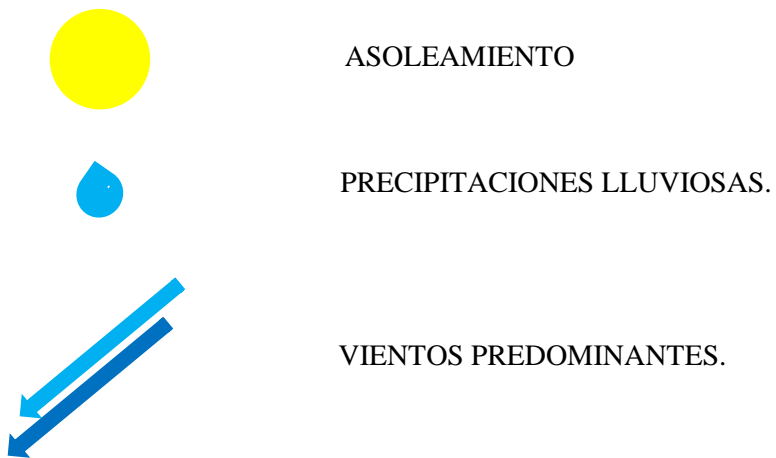 ASOLEAMIENTO
PRECIPITACIONES LLUVIOSAS.
VIENTOS PREDOMINANTES.